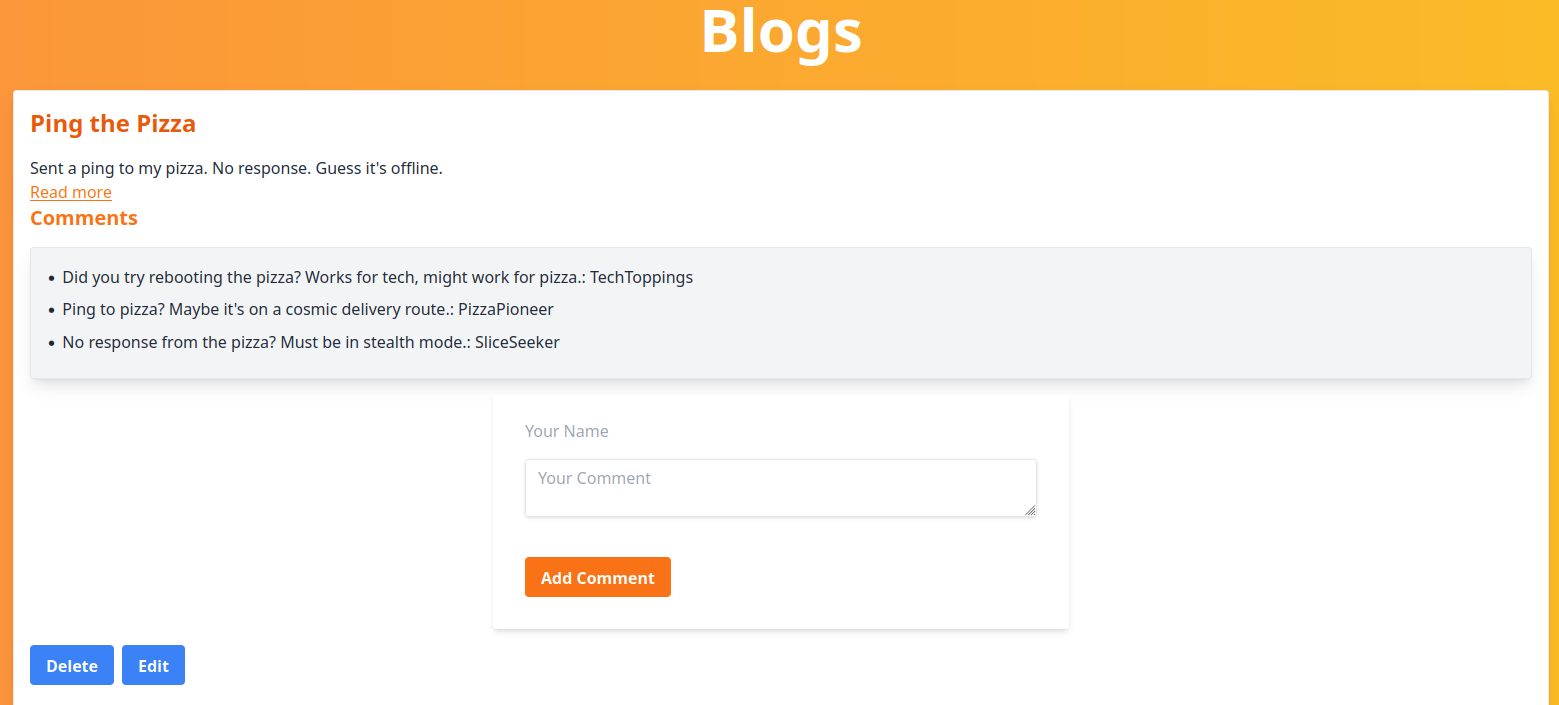 Blogs
Ping the Pizza
Sent a ping to my pizza. No response. Guess it's offline.
Read more
Comments
Did you try rebooting the pizza? Works for tech, might work for pizza.: TechToppings
Ping to pizza? Maybe it's on a cosmic delivery route.: PizzaPioneer
No response from the pizza? Must be in stealth mode.: SliceSeeker
Your Name
Your Comment
Add Comment
Delete Edit